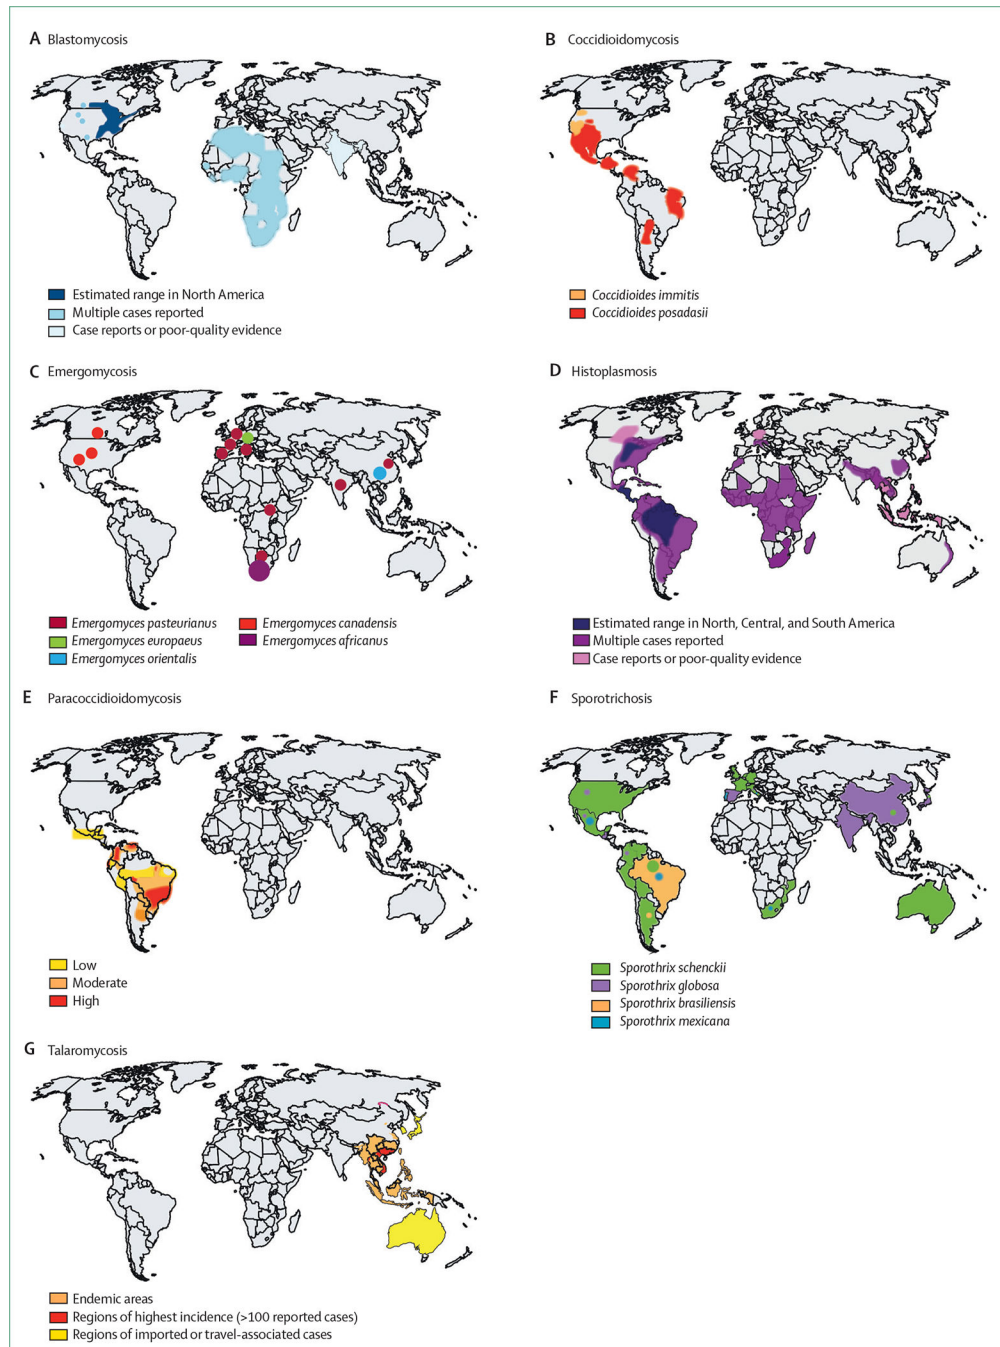 A Blastomycosis
Estimated range in North America
Multiple cases reported
Case reports or poor-quality evidence
B Coccidioidomycosis
Coccidioides immitis
Coccidioides posadasii
C Emergomycosis
Emergomyces pasteurianus
Emergomyces europaeus
Emergomyces orientalis
Emergomyces canadensis
Emergomyces africanus
D Histoplasmosis
Estimated range in North, Central, and South America
Multiple cases reported
Case reports or poor-quality evidence
E Paracoccidioidomycosis
Low
Moderate
High
F Sporotrichosis
Sporothrix schenckii
Sporothrix globosa
Sporothrix brasiliensis
Sporothrix mexicana
G Talaromycosis
Endemic areas
Regions of highest incidence (>100 reported cases)
Regions of imported or travel-associated cases